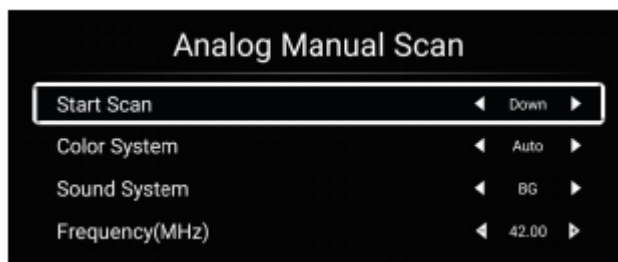 Analog Manual Scan
Start Scan Down
Color System Auto
Sound System BG
Frequency(MHz) 42.00